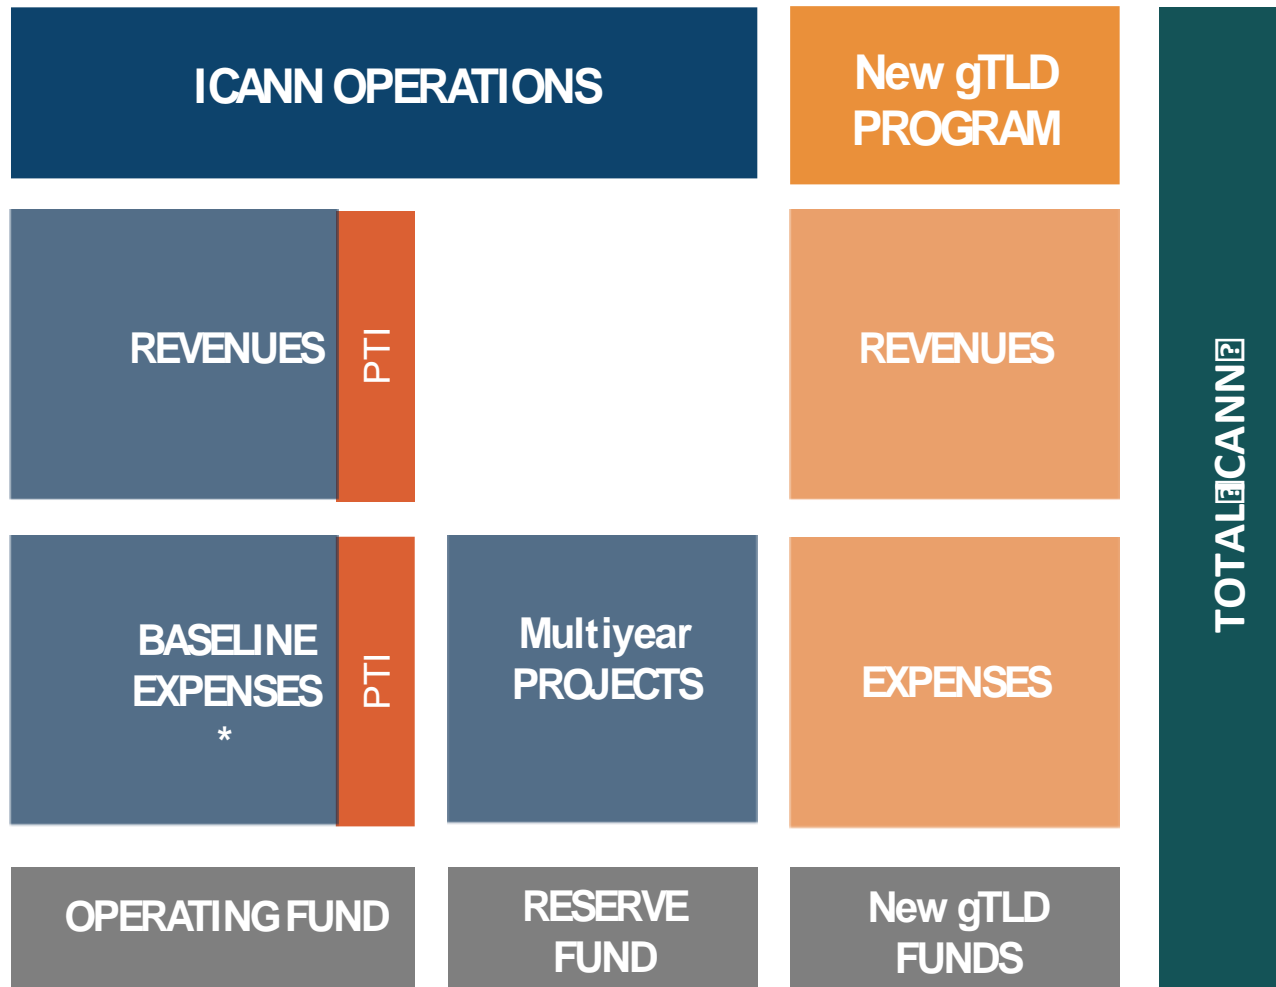 ICANN OPERATIONS
New gTLD
PROGRAM
REVENUES
PTI
REVENUES
BASELINE
EXPENSES
*
PTI
Multiyear
PROJECTS
EXPENSES
OPERATING FUND
RESERVE
FUND
New gTLD
FUNDS
TOTAL⍰ICANN⍰